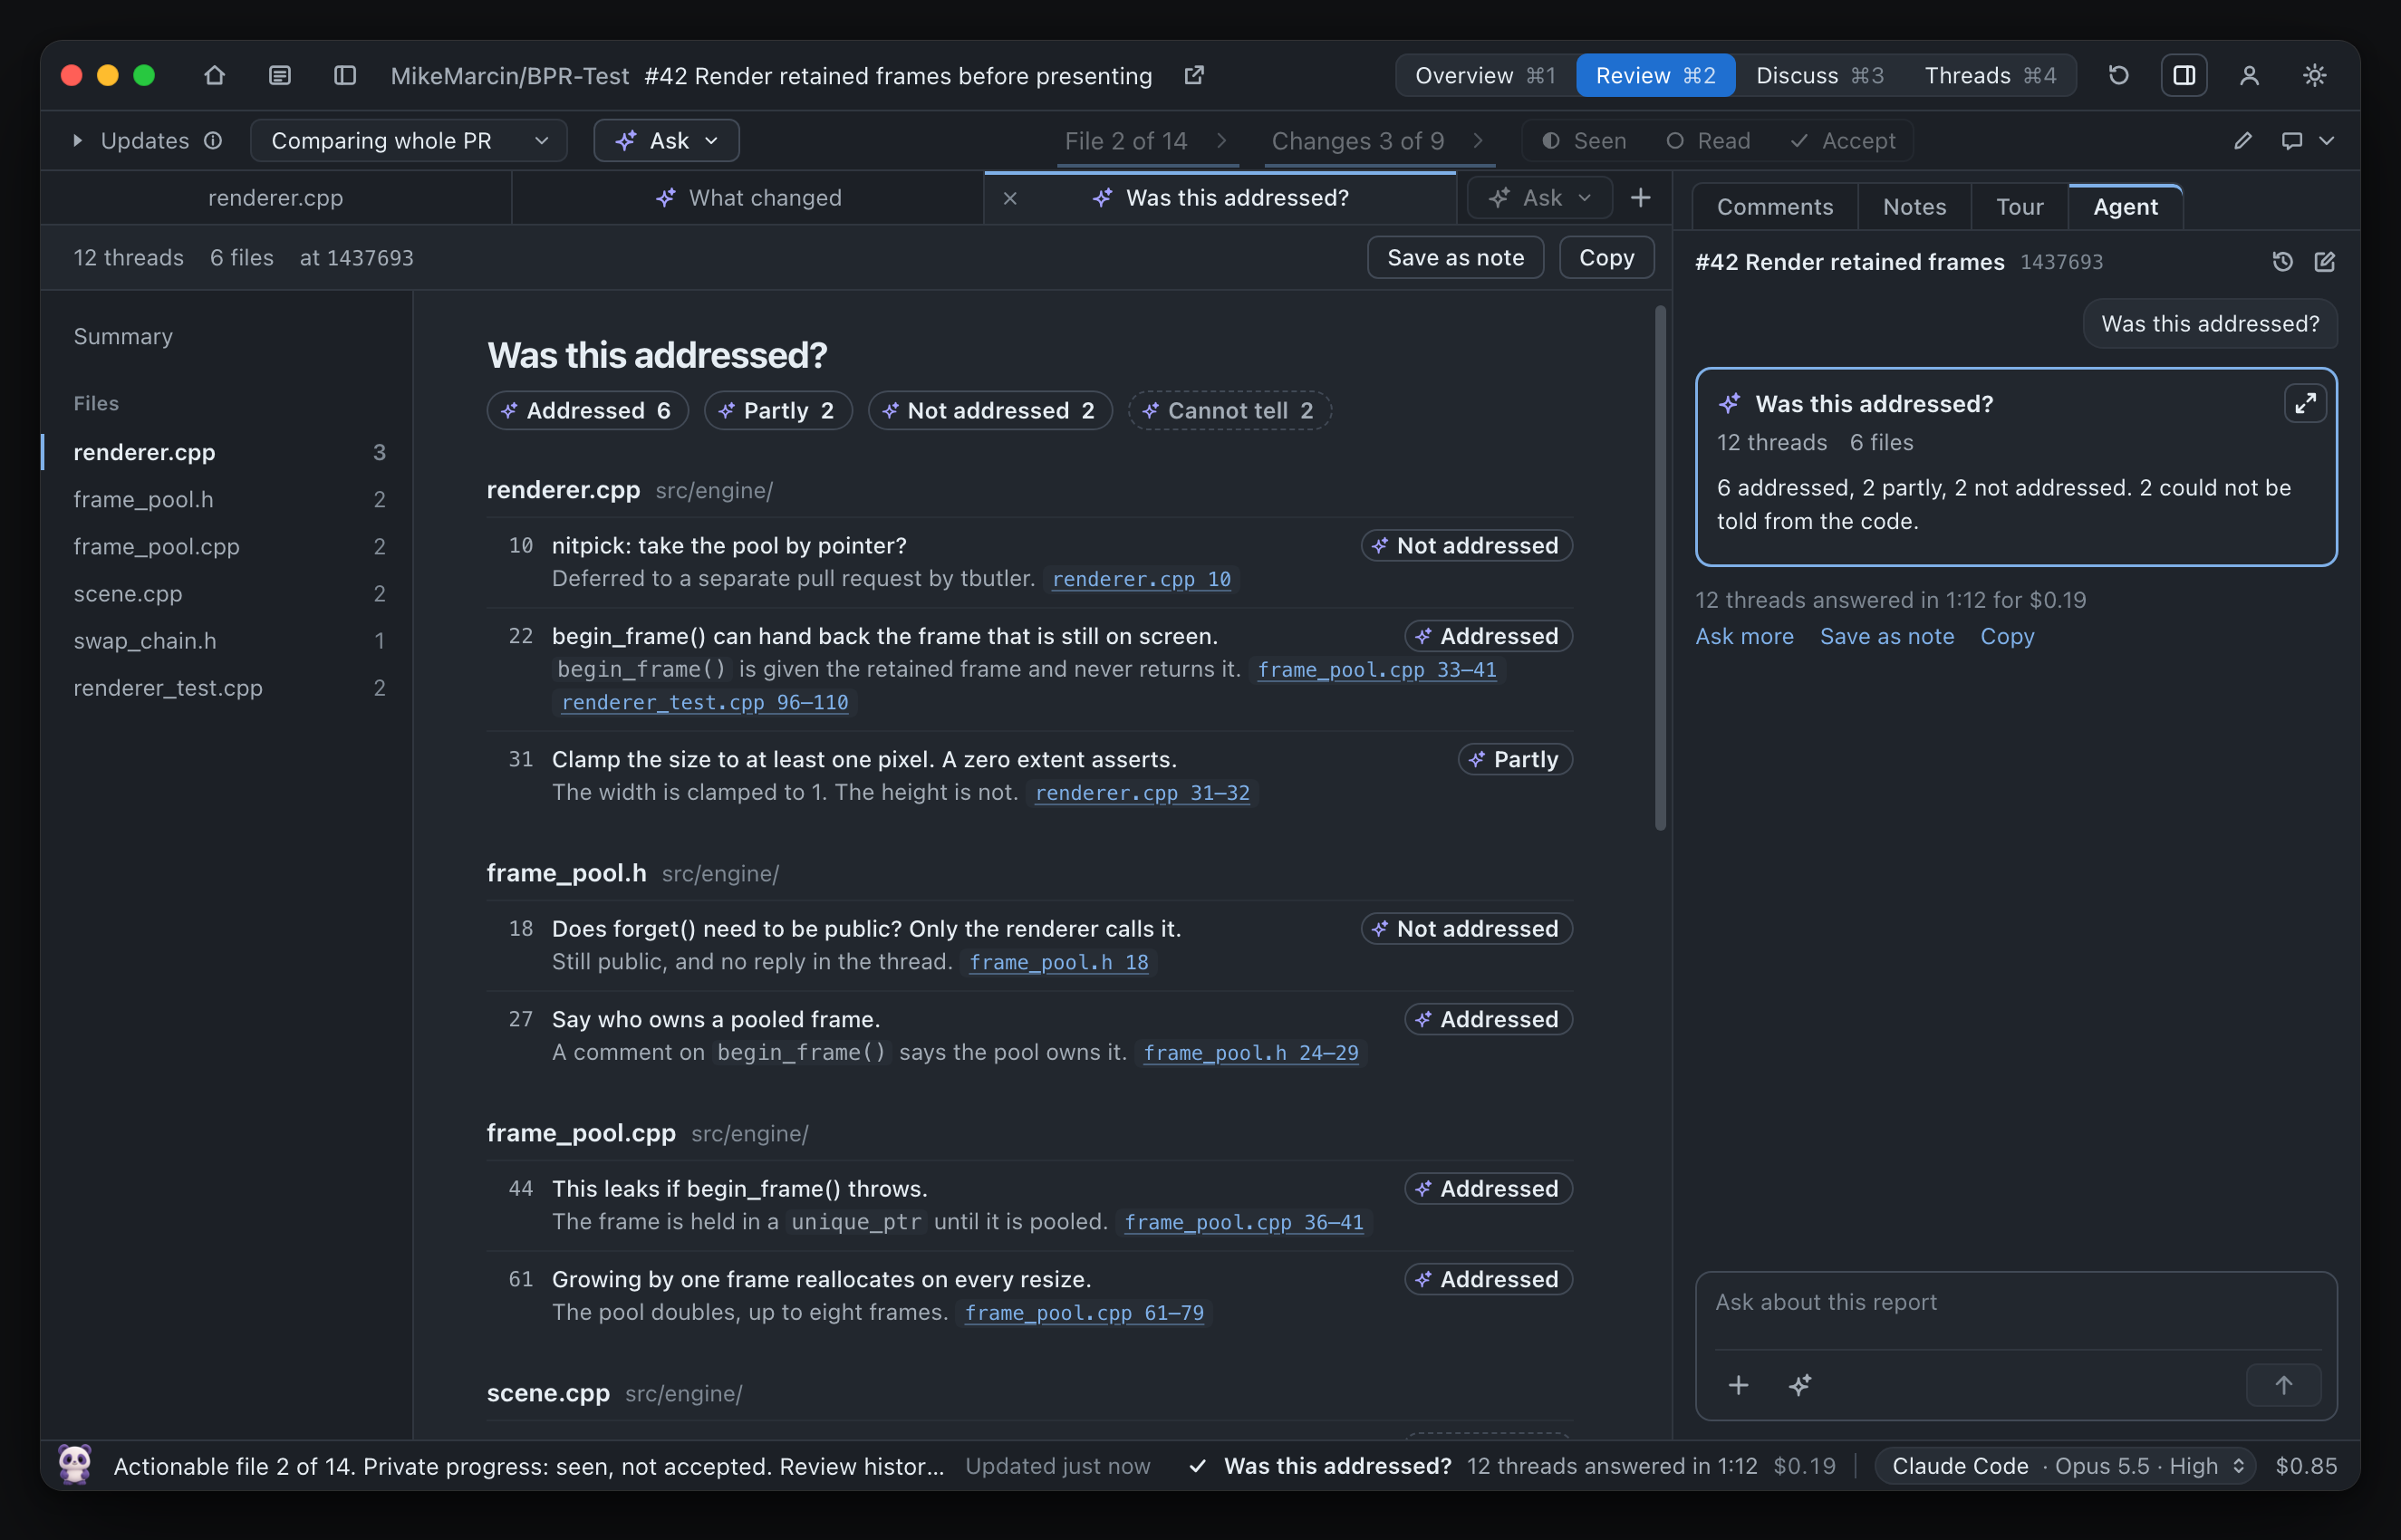 MikeMarcin/BPR-Test #42 Render retained frames before presenting
Overview ⌘1 Review ⌘2 Discuss ⌘3 Threads ⌘4
Updates Comparing whole PR Ask File 2 of 14 Changes 3 of 9 Seen Read Accept
renderer.cpp What changed Was this addressed? Ask
12 threads 6 files at 1437693 Save as note Copy
Summary
Files
renderer.cpp 3
frame_pool.h 2
frame_pool.cpp 2
scene.cpp 2
swap_chain.h 1
renderer_test.cpp 2
Was this addressed?
Addressed 6 Partly 2 Not addressed 2 Cannot tell 2
renderer.cpp src/engine/
10 nitpick: take the pool by pointer? Not addressed
Deferred to a separate pull request by tbutler. renderer.cpp 10
22 begin_frame() can hand back the frame that is still on screen. Addressed
begin_frame() is given the retained frame and never returns it. frame_pool.cpp 33–41
renderer_test.cpp 96–110
31 Clamp the size to at least one pixel. A zero extent asserts. Partly
The width is clamped to 1. The height is not. renderer.cpp 31–32
frame_pool.h src/engine/
18 Does forget() need to be public? Only the renderer calls it. Not addressed
Still public, and no reply in the thread. frame_pool.h 18
27 Say who owns a pooled frame. Addressed
A comment on begin_frame() says the pool owns it. frame_pool.h 24–29
frame_pool.cpp src/engine/
44 This leaks if begin_frame() throws. Addressed
The frame is held in a unique_ptr until it is pooled. frame_pool.cpp 36–41
61 Growing by one frame reallocates on every resize. Addressed
The pool doubles, up to eight frames. frame_pool.cpp 61–79
scene.cpp src/engine/
Comments Notes Tour Agent
#42 Render retained frames 1437693
Was this addressed?
Was this addressed?
12 threads 6 files
6 addressed, 2 partly, 2 not addressed. 2 could not be
told from the code.
12 threads answered in 1:12 for $0.19
Ask more Save as note Copy
Ask about this report
Actionable file 2 of 14. Private progress: seen, not accepted. Review histor... Updated just now Was this addressed? 12 threads answered in 1:12 $0.19 Claude Code · Opus 5.5 · High $0.85